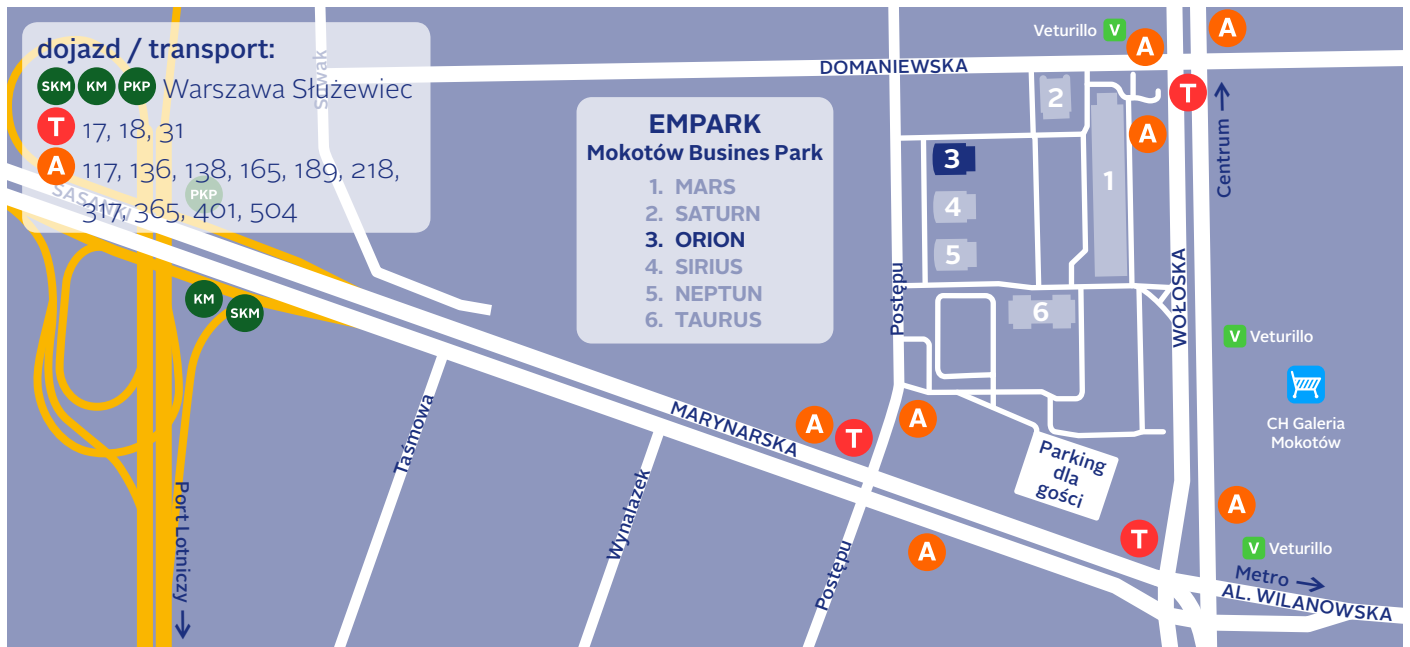 dojazd / transport:
SKM KM PKP Warszawa Służewiec
T 17, 18, 31
A 117, 136, 138, 165, 189, 218,
317, 365, 401, 504
Suwak
SASANKI
PKP
KM
SKM
Port Lotniczy
EMPARK
Mokotów Busines Park
1. MARS
2. SATURN
3. ORION
4. SIRIUS
5. NEPTUN
6. TAURUS
Veturillo V
A
A
DOMANIEWSKA
T
A
Centrum
2
3
1
4
5
6
Postępu
WOŁOSKA
V Veturillo
CH Galeria
Mokotów
Taśmowa
MARYNARSKA
A
T
A
Parking
dla
gości
Wynalazek
Postępu
A
T
A
V Veturillo
Metro
AL. WILANOWSKA